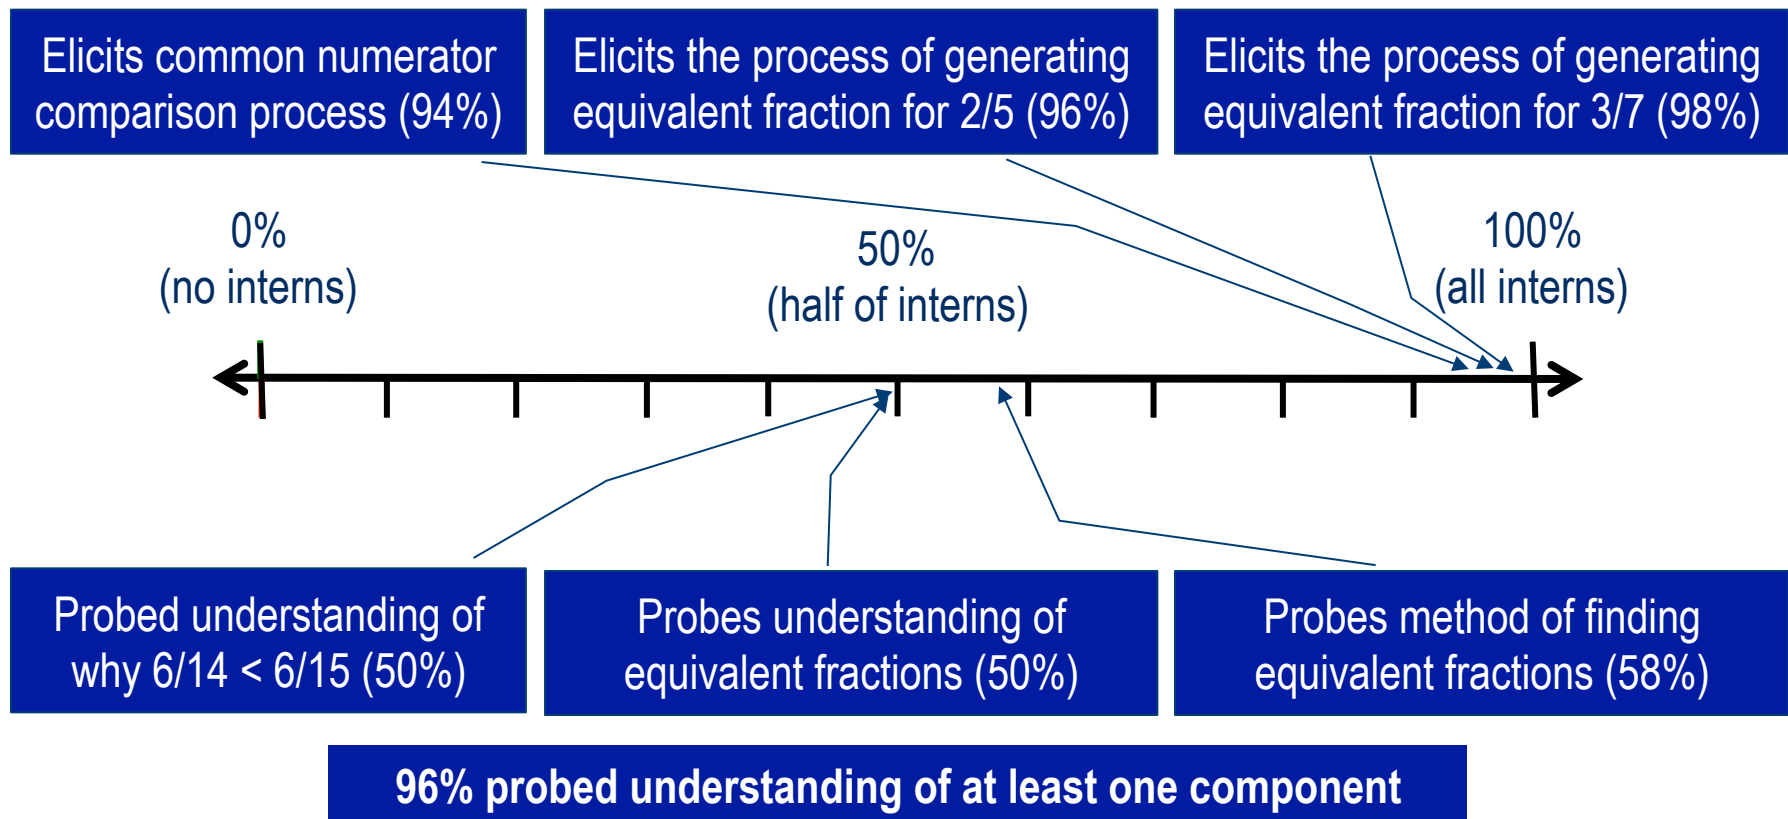 Elicits common numerator
comparison process (94%)
Elicits the process of generating
equivalent fraction for 2/5 (96%)
Elicits the process of generating
equivalent fraction for 3/7 (98%)
0%
(no interns)
50%
(half of interns)
100%
(all interns)
Probed understanding of
why 6/14 < 6/15 (50%)
Probes understanding of
equivalent fractions (50%)
Probes method of finding
equivalent fractions (58%)
96% probed understanding of at least one component